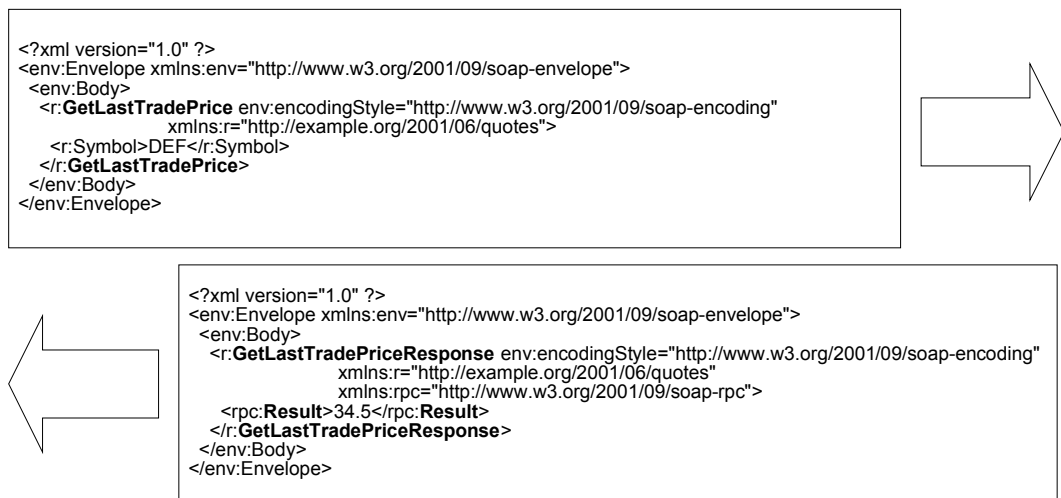 <?xml version="1.0" ?>
<env:Envelope xmlns:env="http://www.w3.org/2001/09/soap-envelope">
<env:Body>
<r:GetLastTradePrice env:encodingStyle="http://www.w3.org/2001/09/soap-encoding"
xmlns:r="http://example.org/2001/06/quotes">
<r:Symbol>DEF</r:Symbol>
</r:GetLastTradePrice>
</env:Body>
</env:Envelope>
<?xml version="1.0" ?>
<env:Envelope xmlns:env="http://www.w3.org/2001/09/soap-envelope">
<env:Body>
<r:GetLastTradePriceResponse env:encodingStyle="http://www.w3.org/2001/09/soap-encoding"
xmlns:r="http://example.org/2001/06/quotes"
xmlns:rpc="http://www.w3.org/2001/09/soap-rpc">
<rpc:Result>34.5</rpc:Result>
</r:GetLastTradePriceResponse>
</env:Body>
</env:Envelope>